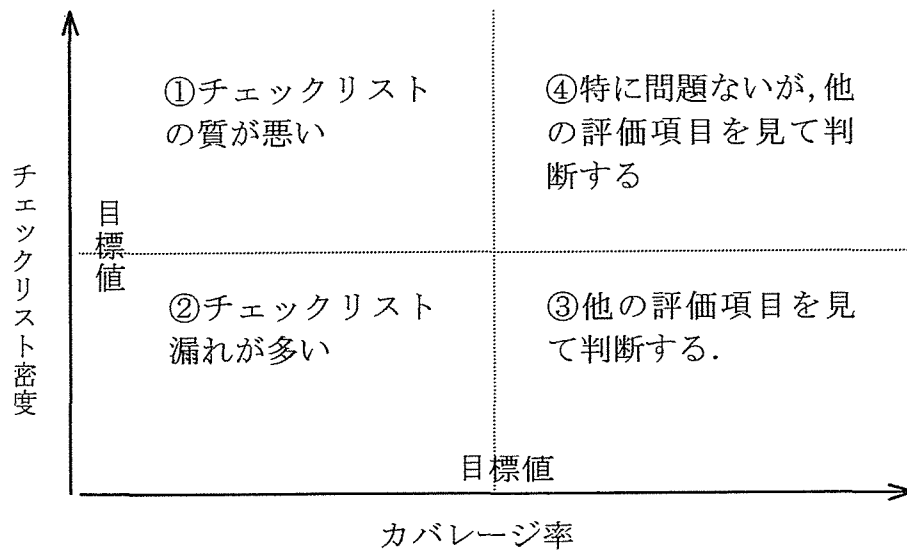 ①チェックリスト
の質が悪い
④特に問題ないが,他
の評価項目を見て判
断する
チェックリスト密度
目標値
②チェックリスト
漏れが多い
③他の評価項目を見
て判断する.
目標値
カバレージ率